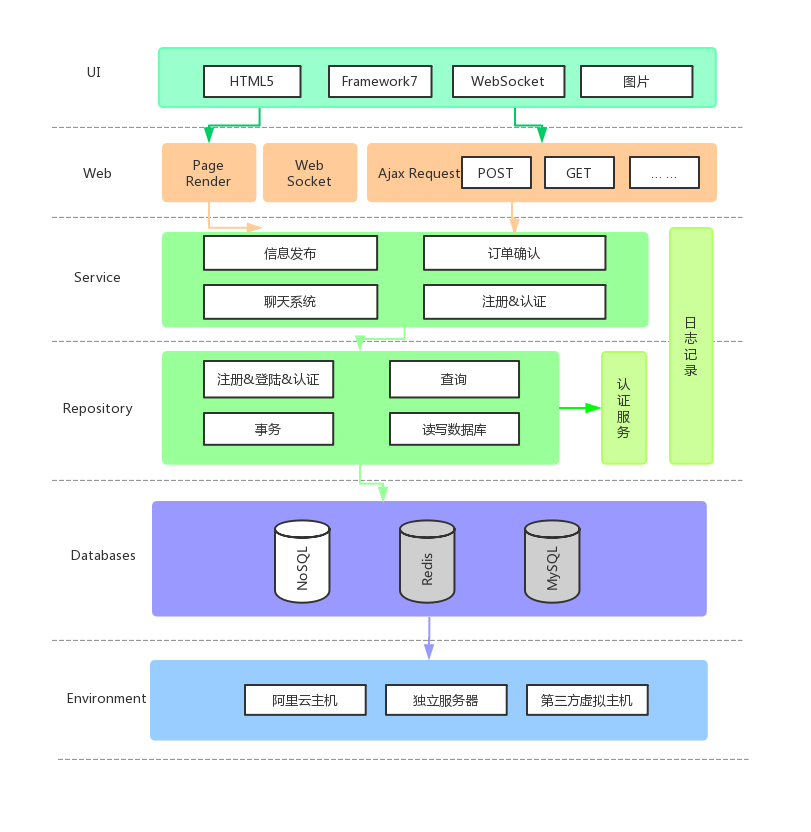 UI
HTML5
Framework7
WebSocket
图片
Web
Page
Render
Web
Socket
Ajax Request
POST
GET
... ...
Service
信息发布
订单确认
聊天系统
注册&认证
日
志
记
录
Repository
注册&登陆&认证
查询
事务
读写数据库
认
证
服
务
Databases
NoSQL
Redis
MySQL
Environment
阿里云主机
独立服务器
第三方虚拟主机